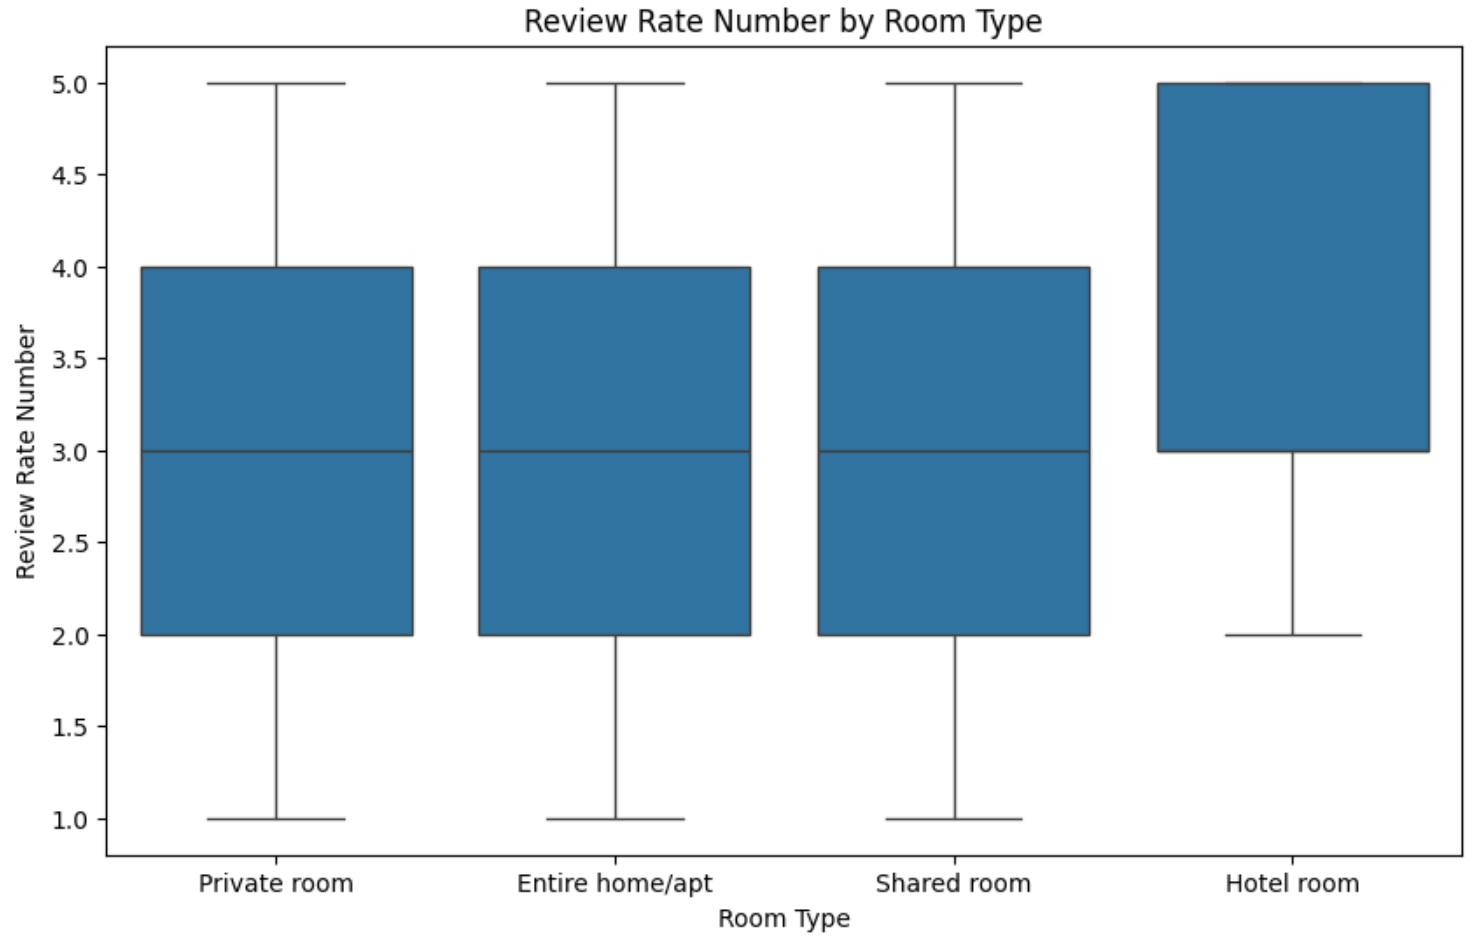 Review Rate Number by Room Type
Review Rate Number
5.0
4.5
4.0
3.5
3.0
2.5
2.0
1.5
1.0
Private room
Entire home/apt
Shared room
Hotel room
Room Type